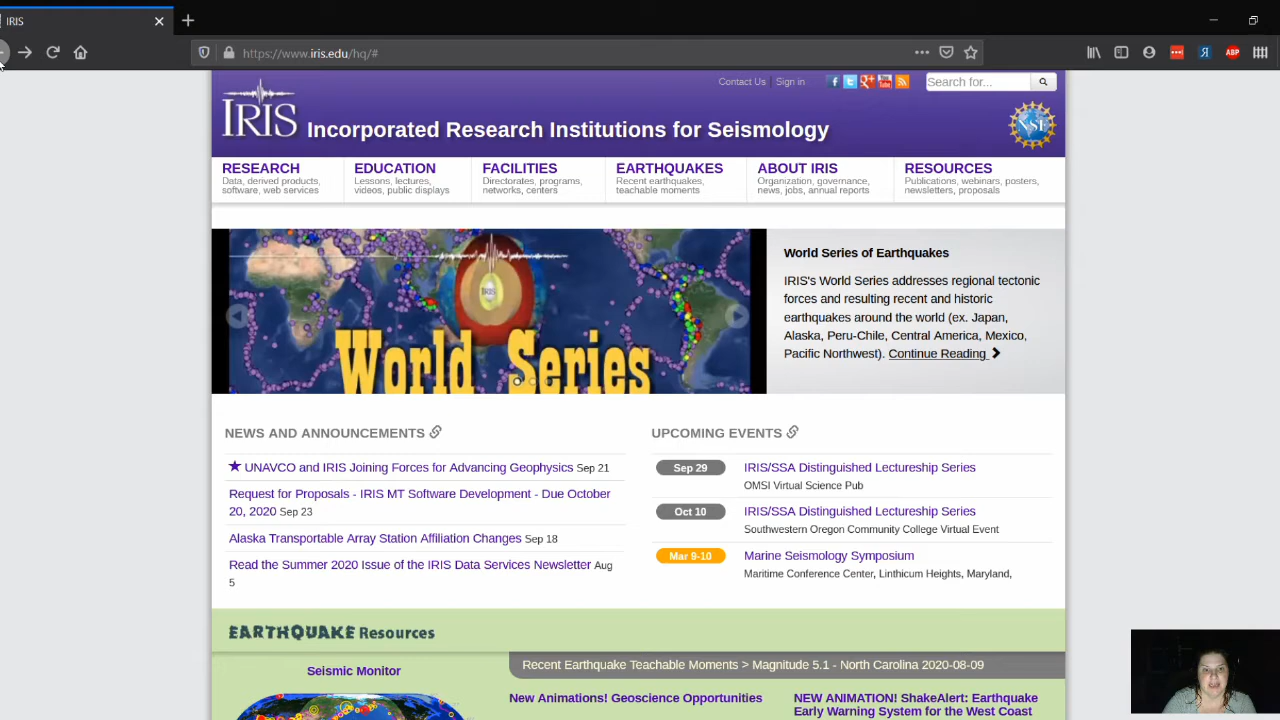 IRIS
https://www.iris.edu/hq/#
ABP
Contact Us
Sign in
Search for...
IRIS
Incorporated Research Institutions for Seismology
NSF
RESEARCH
Data, derived products,
software, web services
EDUCATION
Lessons, lectures,
videos, public displays
FACILITIES
Directorates, programs,
networks, centers
EARTHQUAKES
Recent earthquakes,
teachable moments
ABOUT IRIS
Organization, governance,
news, jobs, annual reports
RESOURCES
Publications, webinars, posters,
newsletters, proposals
IRIS
World Series
World Series of Earthquakes
IRIS's World Series addresses regional tectonic
forces and resulting recent and historic
earthquakes around the world (ex. Japan,
Alaska, Peru-Chile, Central America, Mexico,
Pacific Northwest). Continue Reading
NEWS AND ANNOUNCEMENTS
UNAVCO and IRIS Joining Forces for Advancing Geophysics Sep 21
Request for Proposals - IRIS MT Software Development - Due October
20, 2020 Sep 23
Alaska Transportable Array Station Affiliation Changes Sep 18
Read the Summer 2020 Issue of the IRIS Data Services Newsletter Aug
5
UPCOMING EVENTS
Sep 29 IRIS/SSA Distinguished Lectureship Series
OMSI Virtual Science Pub
Oct 10 IRIS/SSA Distinguished Lectureship Series
Southwestern Oregon Community College Virtual Event
Mar 9-10 Marine Seismology Symposium
Maritime Conference Center, Linthicum Heights, Maryland,
EARTHQUAKE Resources
Seismic Monitor
Recent Earthquake Teachable Moments > Magnitude 5.1 - North Carolina 2020-08-09
New Animations! Geoscience Opportunities
NEW ANIMATION! ShakeAlert: Earthquake
Early Warning System for the West Coast